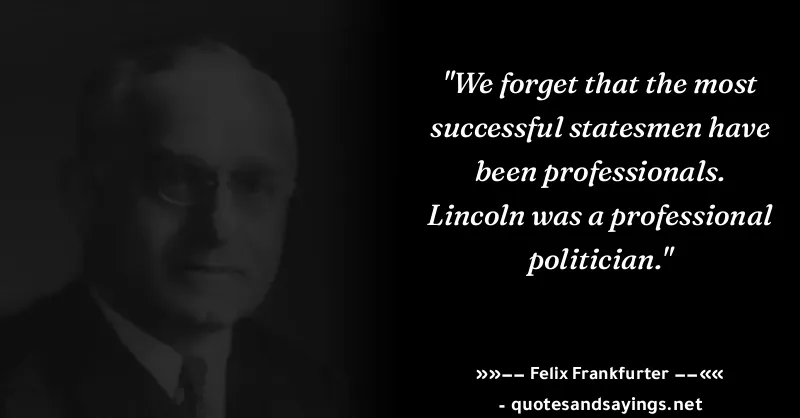 "We forget that the most
successful statesmen have
been professionals.
Lincoln was a professional
politician."
»»–– Felix Frankfurter ––««
- quotesandsayings.net